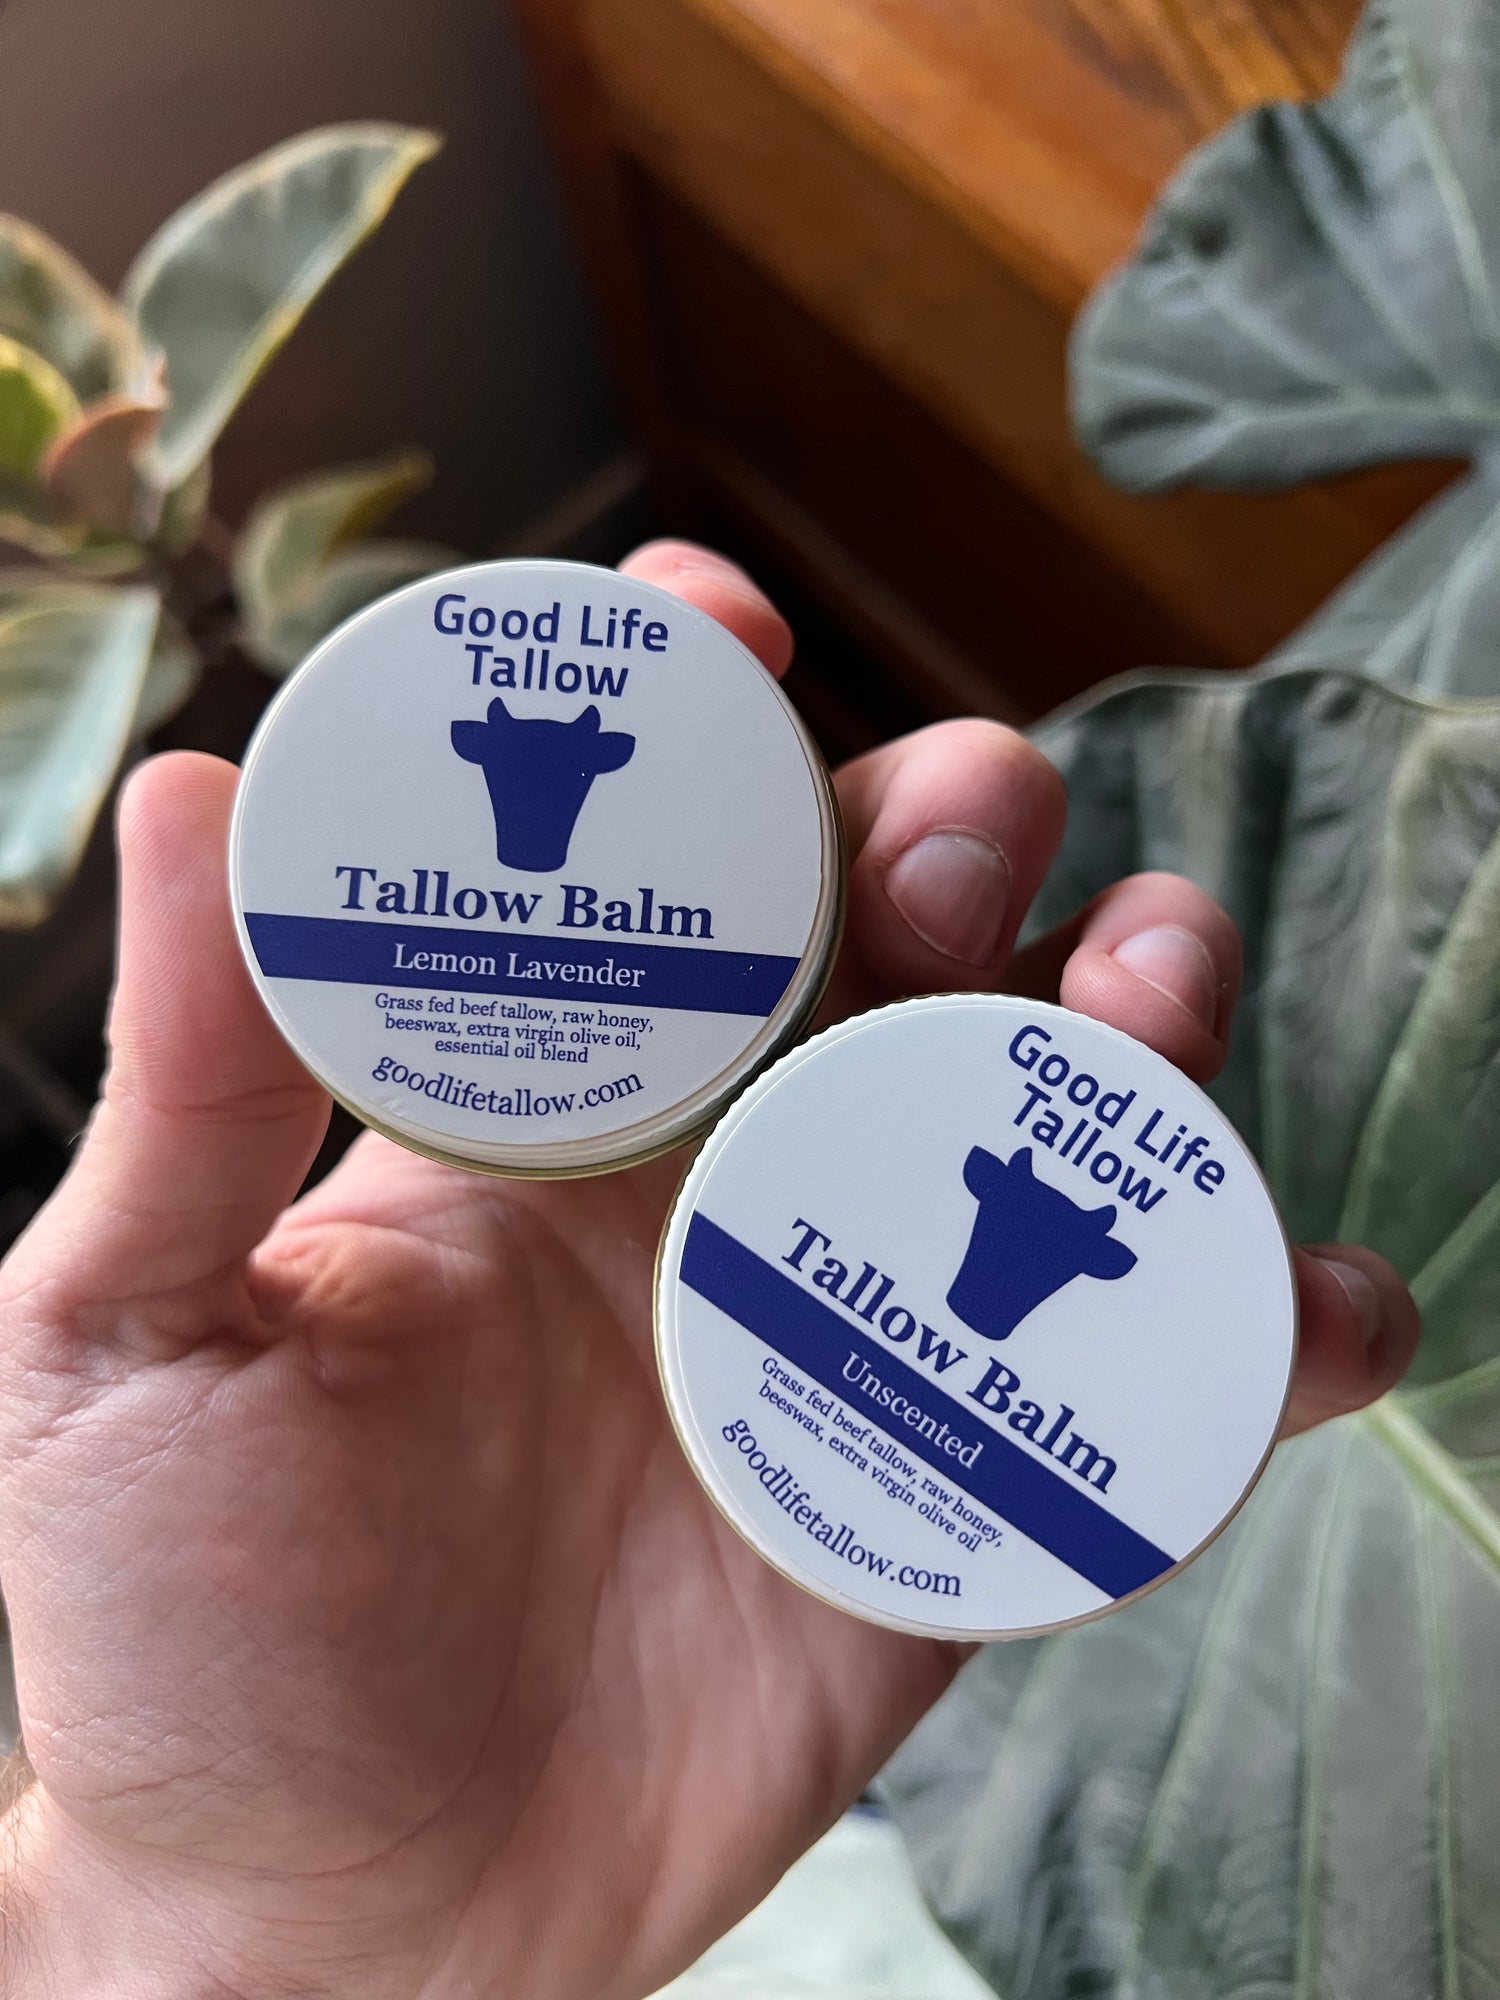 Good Life
Tallow
Tallow Balm
Lemon Lavender
Grass fed beef tallow, raw honey,
beeswax, extra virgin olive oil,
essential oil blend
goodlifetallow.com
Good Life
Tallow
Tallow Balm
Unscented
Grass fed beef tallow, raw honey,
beeswax, extra virgin olive oil
goodlifetallow.com